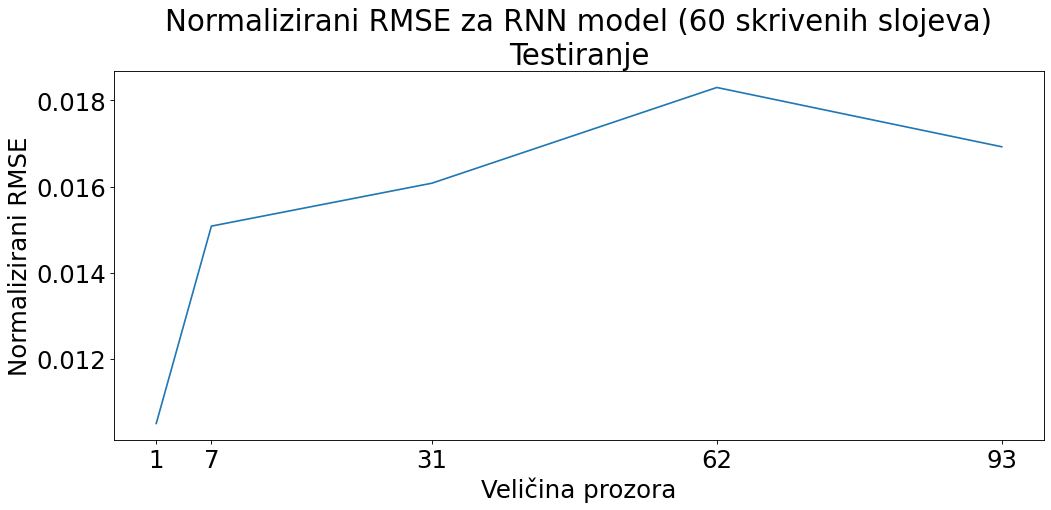 Normalizirani RMSE za RNN model (60 skrivenih slojeva)
Testiranje
Normalizirani RMSE
0.018
0.016
0.014
0.012
1 7 31 62 93
Veličina prozora